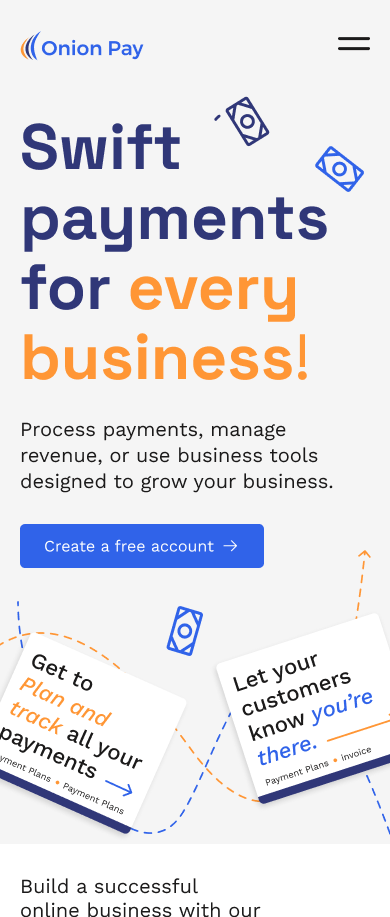 Onion Pay
Swift
payments
for every
business!
Process payments, manage
revenue, or use business tools
designed to grow your business.
Create a free account
Get to
Plan and
track all your
payments
yment Plans • Payment Plans
Let your
customers
know you're
there.
Payment Plans • invoice
Build a successful
online business with our